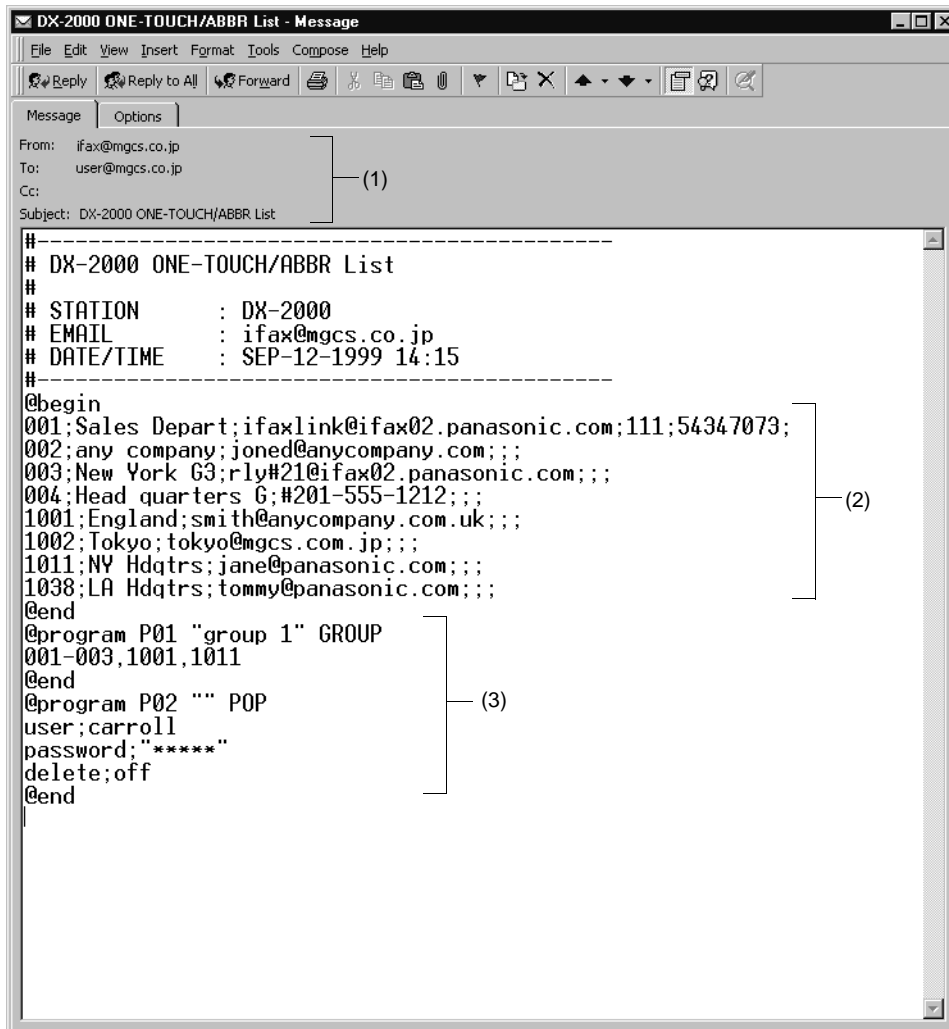 DX-2000 ONE-TOUCH/ABBR List - Message
File Edit View Insert Format Tools Compose Help
Reply Reply to All Forward
Message Options
From: ifax@mgcs.co.jp
To: user@mgcs.co.jp
Cc:
Subject: DX-2000 ONE-TOUCH/ABBR List
(1)
#---------------------------------------------
# DX-2000 ONE-TOUCH/ABBR List
#
# STATION : DX-2000
# EMAIL : ifax@mgcs.co.jp
# DATE/TIME : SEP-12-1999 14:15
#---------------------------------------------
@begin
001;Sales Depart;ifaxlink@ifax02.panasonic.com;111;54347073;
002;any company;joned@anycompany.com;;;
003;New York G3;rly#21@ifax02.panasonic.com;;;
004;Head quarters G;#201-555-1212;;;
1001;England;smith@anycompany.com.uk;;;
1002;Tokyo;tokyo@mgcs.com.jp;;;
1011;NY Hdqtrs;jane@panasonic.com;;;
1038;LA Hdqtrs;tommy@panasonic.com;;;
(2)
@end
@program P01 "group 1" GROUP
001-003,1001,1011
@end
@program P02 "" POP
user;carroll
password;"*****"
delete;off
@end
(3)